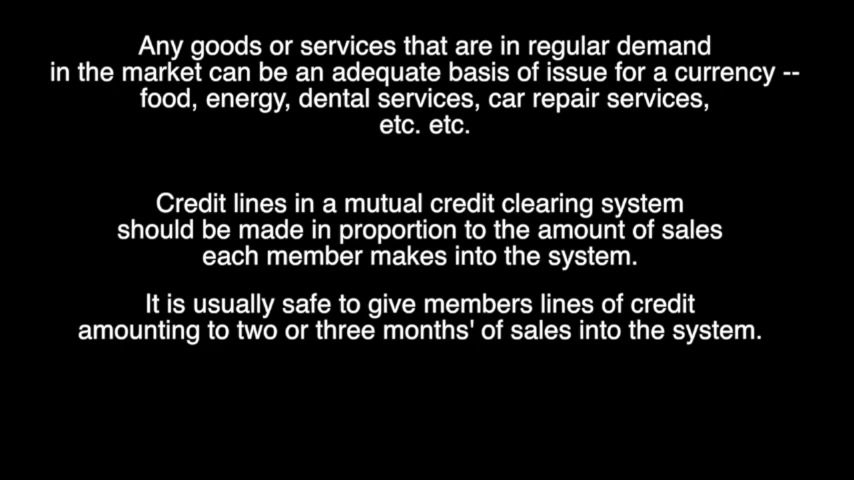 Any goods or services that are in regular demand
in the market can be an adequate basis of issue for a currency --
food, energy, dental services, car repair services,
etc. etc.
Credit lines in a mutual credit clearing system
should be made in proportion to the amount of sales
each member makes into the system.
It is usually safe to give members lines of credit
amounting to two or three months' of sales into the system.